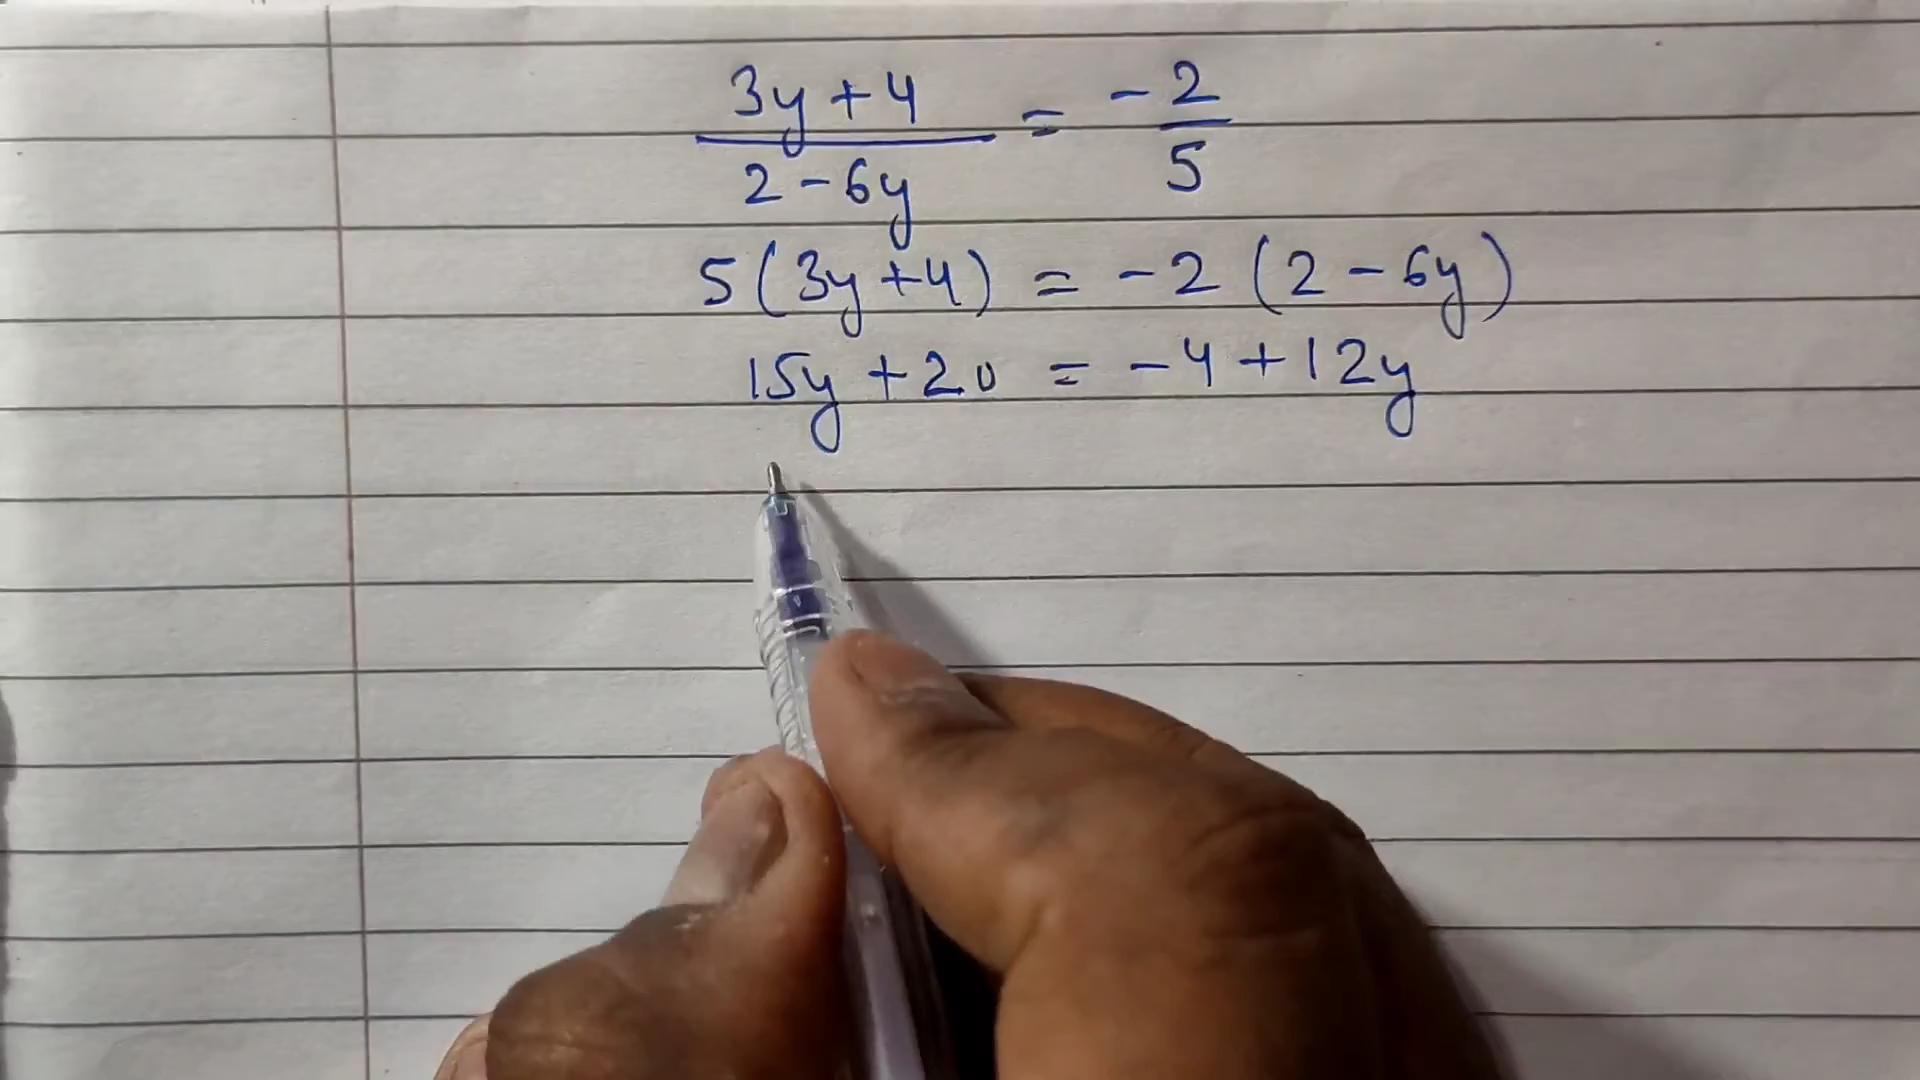 3y + 4 / 2 - 6y = - 2 / 5
5 ( 3y + 4 ) = - 2 ( 2 - 6y )
15y + 20 = - 4 + 12y